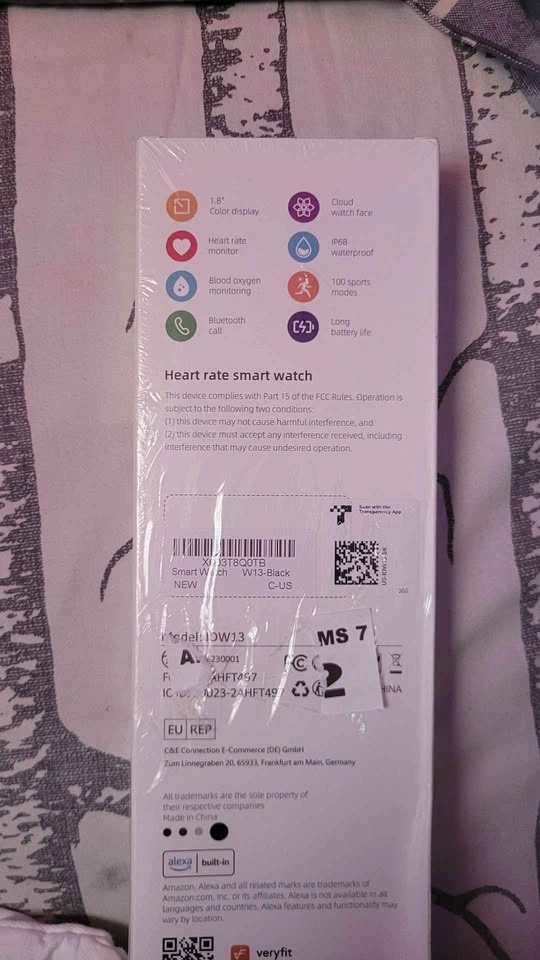 1.8"
Color display
Cloud
watch face
Heart rate
monitor
IP68
waterproof
Blood oxygen
monitoring
100 sports
modes
Bluetooth
call
Long
battery life
Heart rate smart watch
This device complies with Part 15 of the FCC Rules. Operation is
subject to the following two conditions:
(1) this device may not cause harmful interference, and
(2) this device must accept any interference received, including
interference that may cause undesired operation.
Scan with the
Transparency App
Smart Watch W13-Black
NEW C-US
360
Model: IDW13
MS 7
A.
230001
2
AHFT497
EU REP
C&E Connection E-Commerce (DE) GmbH
Zum Linnegraben 20, 65933, Frankfurt am Main, Germany
All trademarks are the sole property of
their respective companies
Made in China
alexa built-in
Amazon, Alexa and all related marks are trademarks of
Amazon.com, Inc. or its affiliates. Alexa is not available in all
languages and countries. Alexa features and functionality may
vary by location.
veryfit